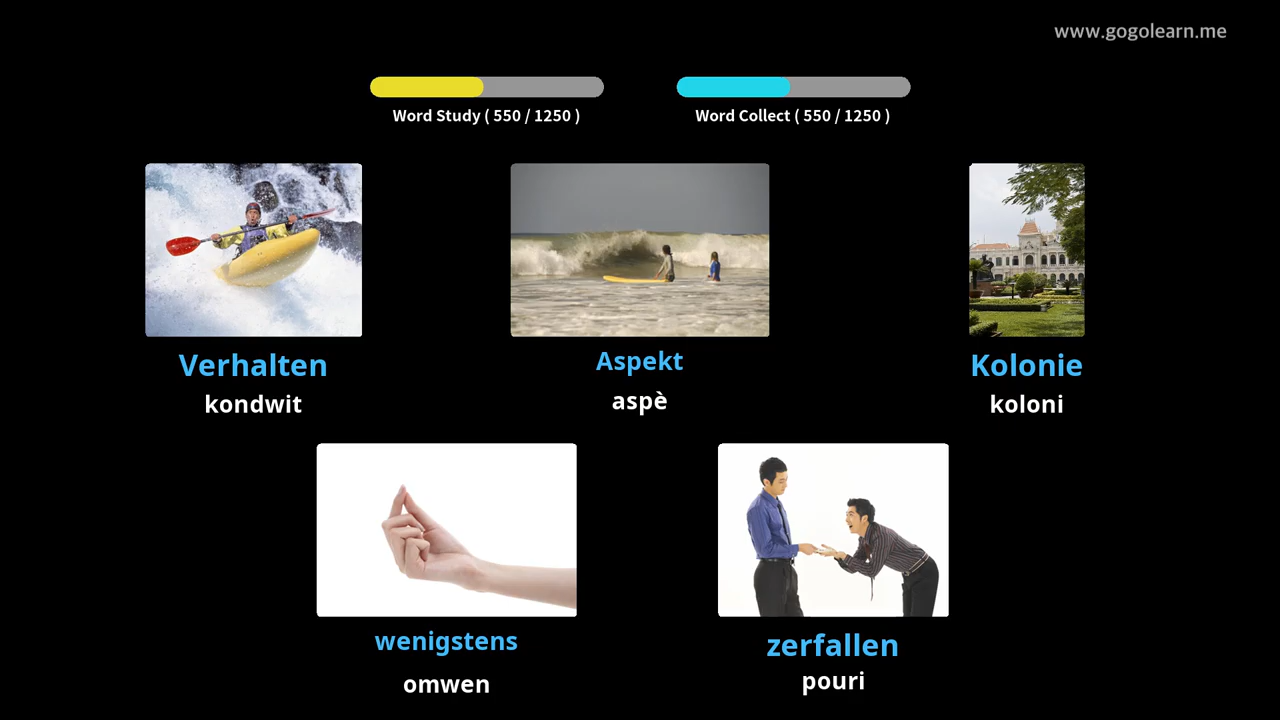 www.gogolearn.me
Word Study ( 550 / 1250 )
Word Collect ( 550 / 1250 )
Verhalten
kondwit
Aspekt
aspè
Kolonie
koloni
wenigstens
omwen
zerfallen
pouri